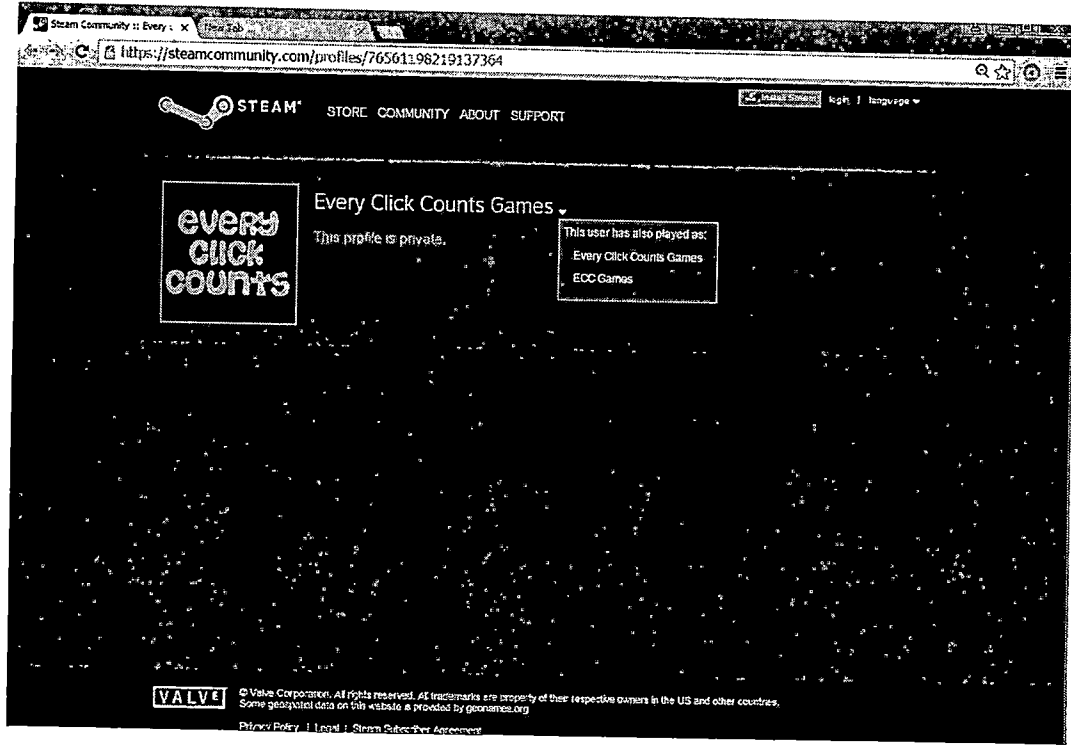 Steam Community :: Every :
https://steamcommunity.com/profiles/76561198219137364
STEAM
STORE COMMUNITY ABOUT SUPPORT
Install Steam login | language
EVERY
CLICK
COUNTS
Every Click Counts Games
This profile is private.
This user has also played as:
Every Click Counts Games
ECC Games
VALVE
© Valve Corporation. All rights reserved. All trademarks are property of their respective owners in the US and other countries.
Some geospatial data on this website is provided by geonames.org
Privacy Policy | Legal | Steam Subscriber Agreement